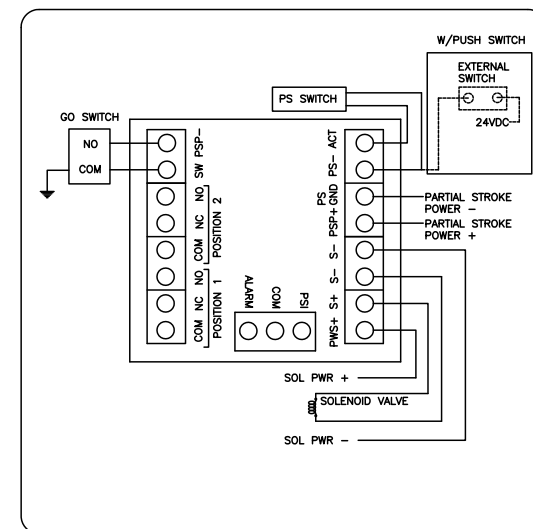 W/PUSH SWITCH
EXTERNAL
SWITCH
24VDC
PS SWITCH
GO SWITCH
NO
COM
PSP-
SW
NO
NC
COM
POSITION 2
NO
NC
COM
POSITION 1
ACT
PS-
PS
GND
PSP+
S-
S-
S+
PWS+
ALARM
COM
PSI
PARTIAL STROKE
POWER -
PARTIAL STROKE
POWER +
SOL PWR +
SOLENOID VALVE
SOL PWR -